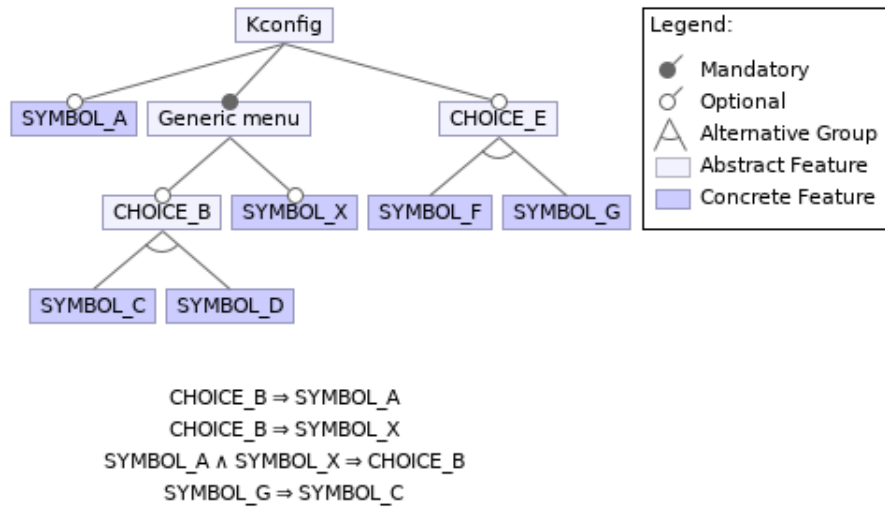 Kconfig
SYMBOL_A
Generic menu
CHOICE_E
CHOICE_B
SYMBOL_X
SYMBOL_F
SYMBOL_G
SYMBOL_C
SYMBOL_D
Legend:
Mandatory
Optional
Alternative Group
Abstract Feature
Concrete Feature
CHOICE_B ⇒ SYMBOL_A
CHOICE_B ⇒ SYMBOL_X
SYMBOL_A ∧ SYMBOL_X ⇒ CHOICE_B
SYMBOL_G ⇒ SYMBOL_C